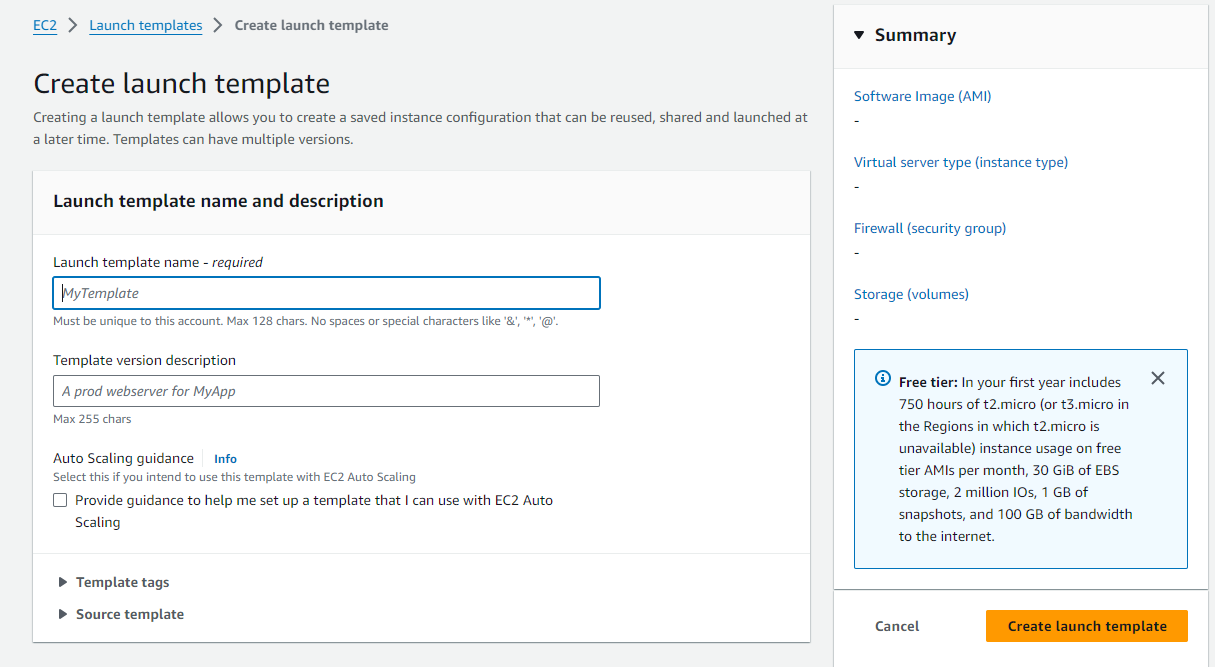 EC2 > Launch templates > Create launch template
Create launch template
Creating a launch template allows you to create a saved instance configuration that can be reused, shared and launched at
a later time. Templates can have multiple versions.
Launch template name and description
Launch template name - required
MyTemplate
Must be unique to this account. Max 128 chars. No spaces or special characters like '&', '*', '@'.
Template version description
A prod webserver for MyApp
Max 255 chars
Auto Scaling guidance Info
Select this if you intend to use this template with EC2 Auto Scaling
Provide guidance to help me set up a template that I can use with EC2 Auto
Scaling
Template tags
Source template
Summary
Software Image (AMI)
-
Virtual server type (instance type)
-
Firewall (security group)
-
Storage (volumes)
-
Free tier: In your first year includes
750 hours of t2.micro (or t3.micro in
the Regions in which t2.micro is
unavailable) instance usage on free
tier AMIs per month, 30 GiB of EBS
storage, 2 million IOs, 1 GB of
snapshots, and 100 GB of bandwidth
to the internet.
Cancel
Create launch template